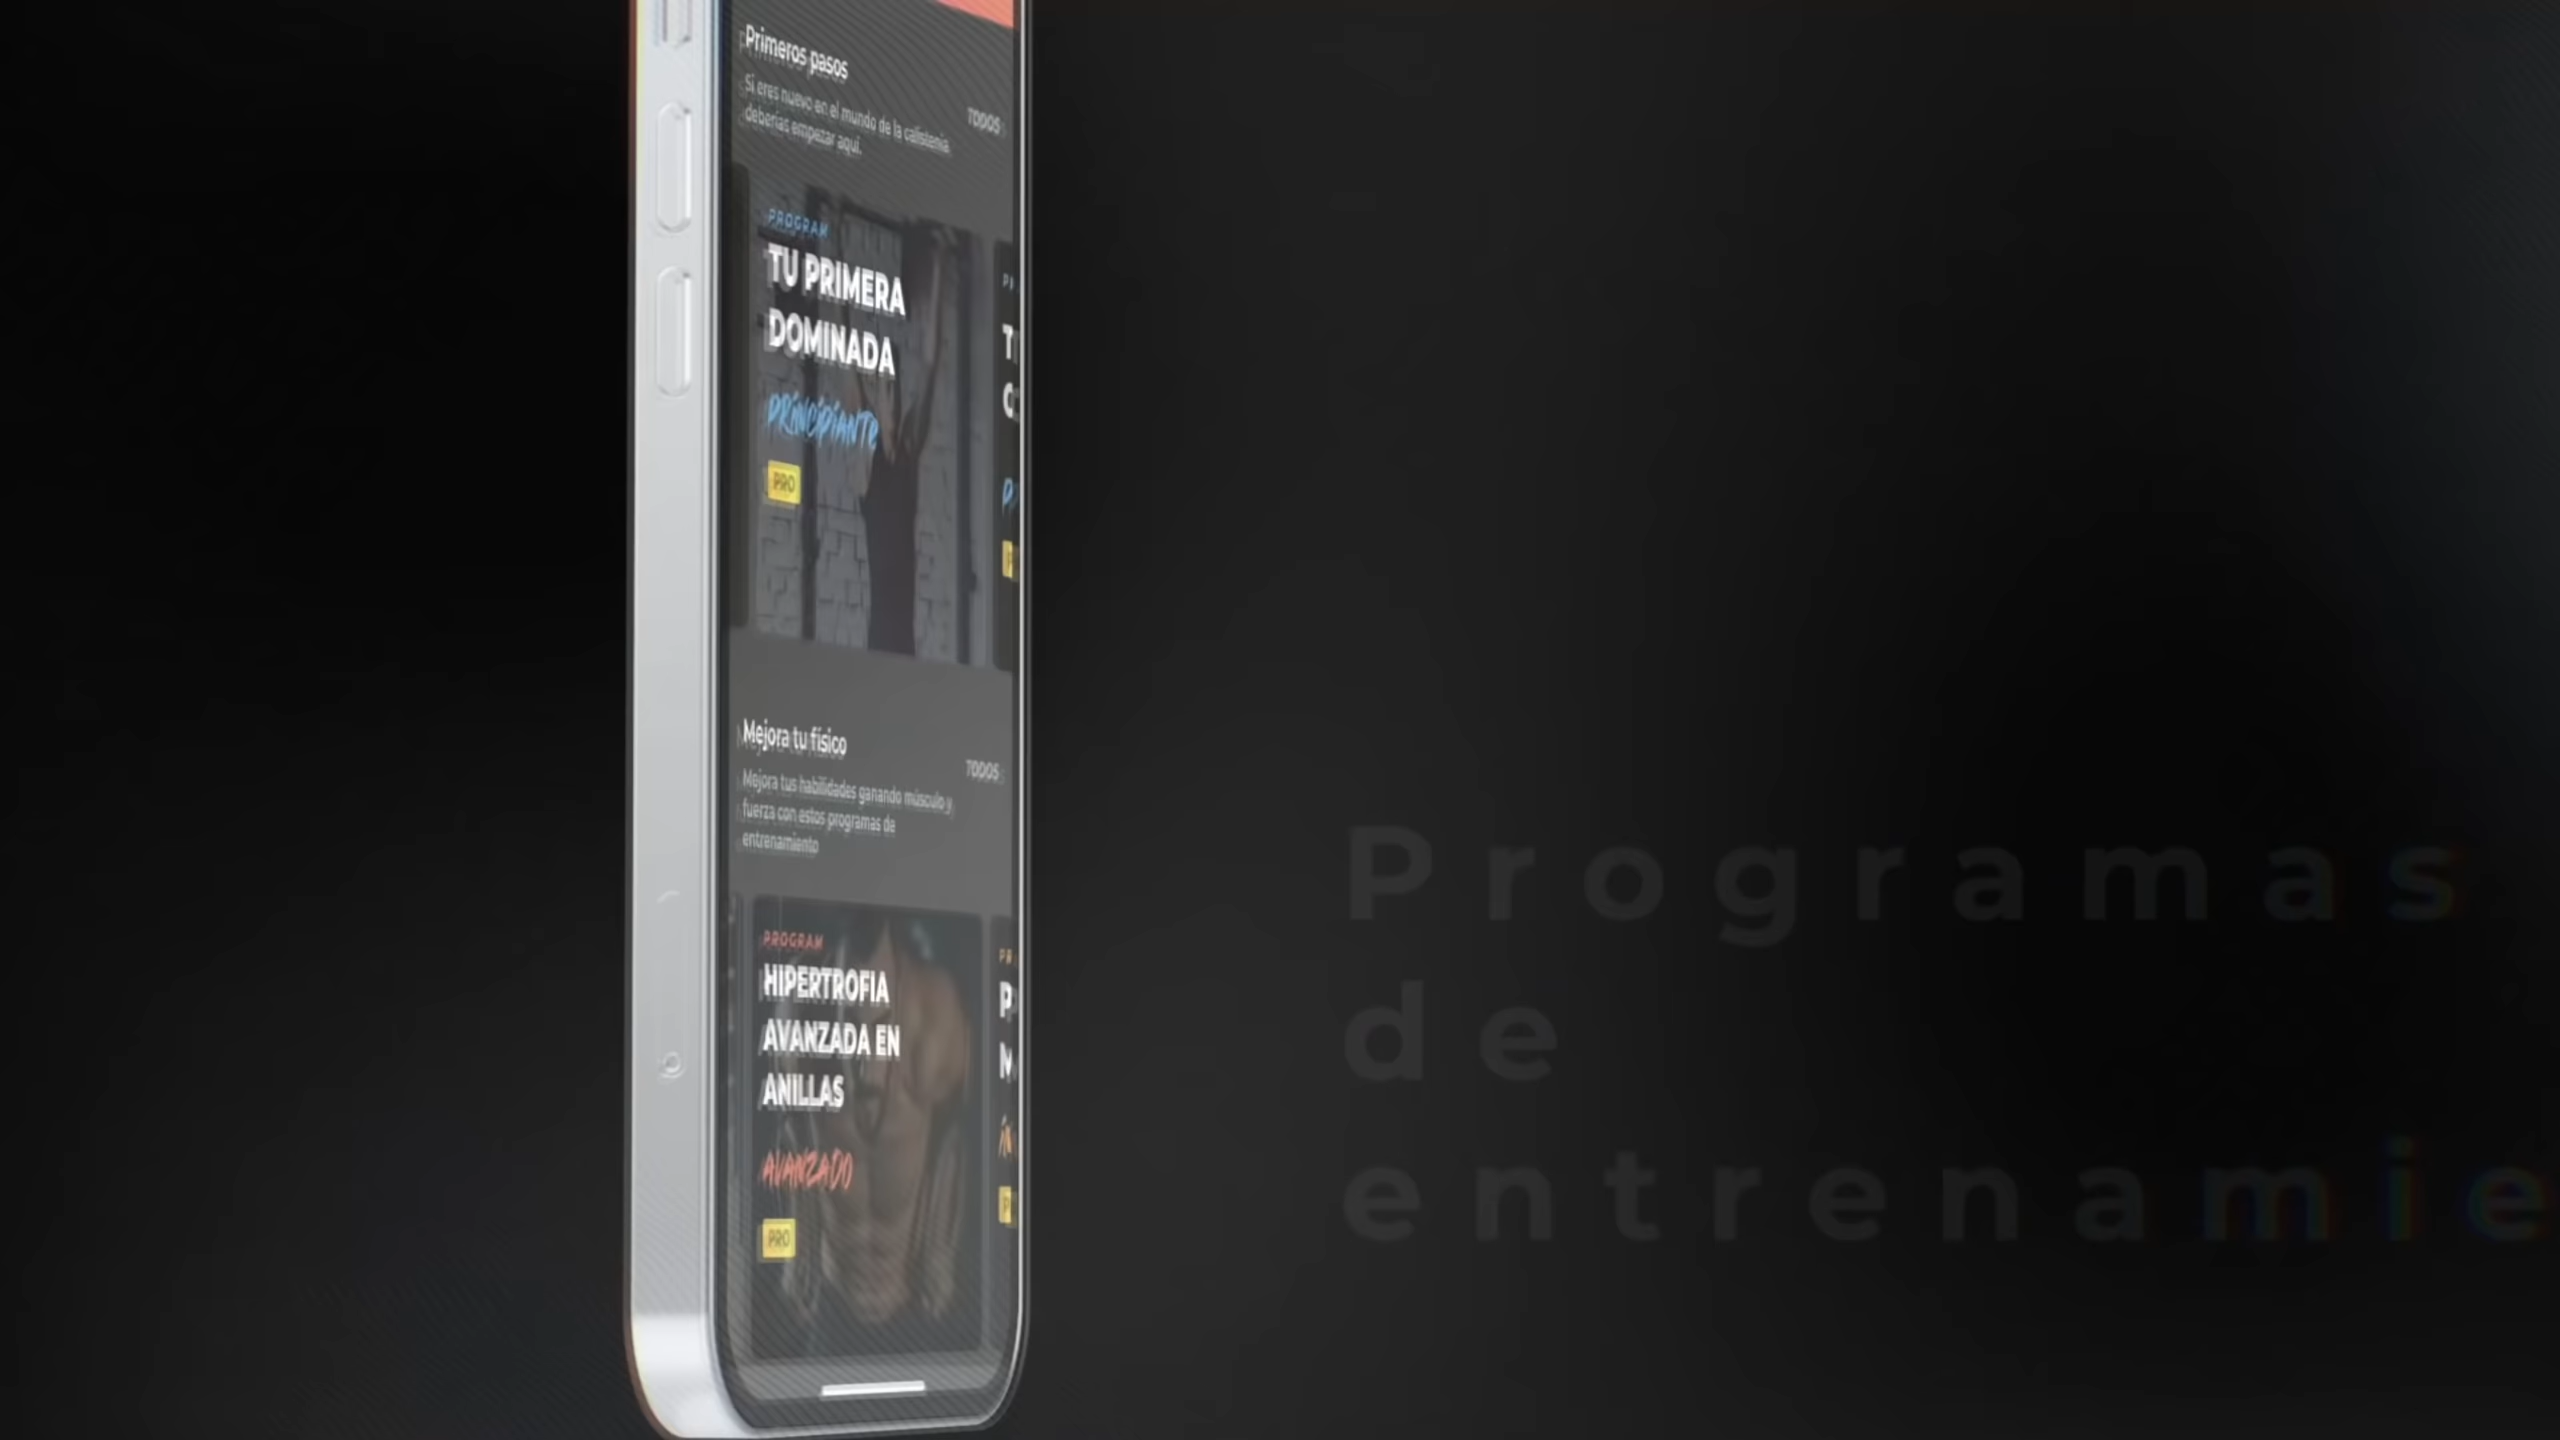 Primeros pasos
Si eres nuevo en el mundo de la calistenia
deberías empezar aquí.
TODOS
PROGRAM
TU PRIMERA
DOMINADA
PRINCIPIANTE
PRO
Mejora tu físico
Mejora tus habilidades ganando músculo y
fuerza con estos programas de
entrenamiento
TODOS
PROGRAM
HIPERTROFIA
AVANZADA EN
ANILLAS
AVANZADO
PRO
Programas
de
entrenamie